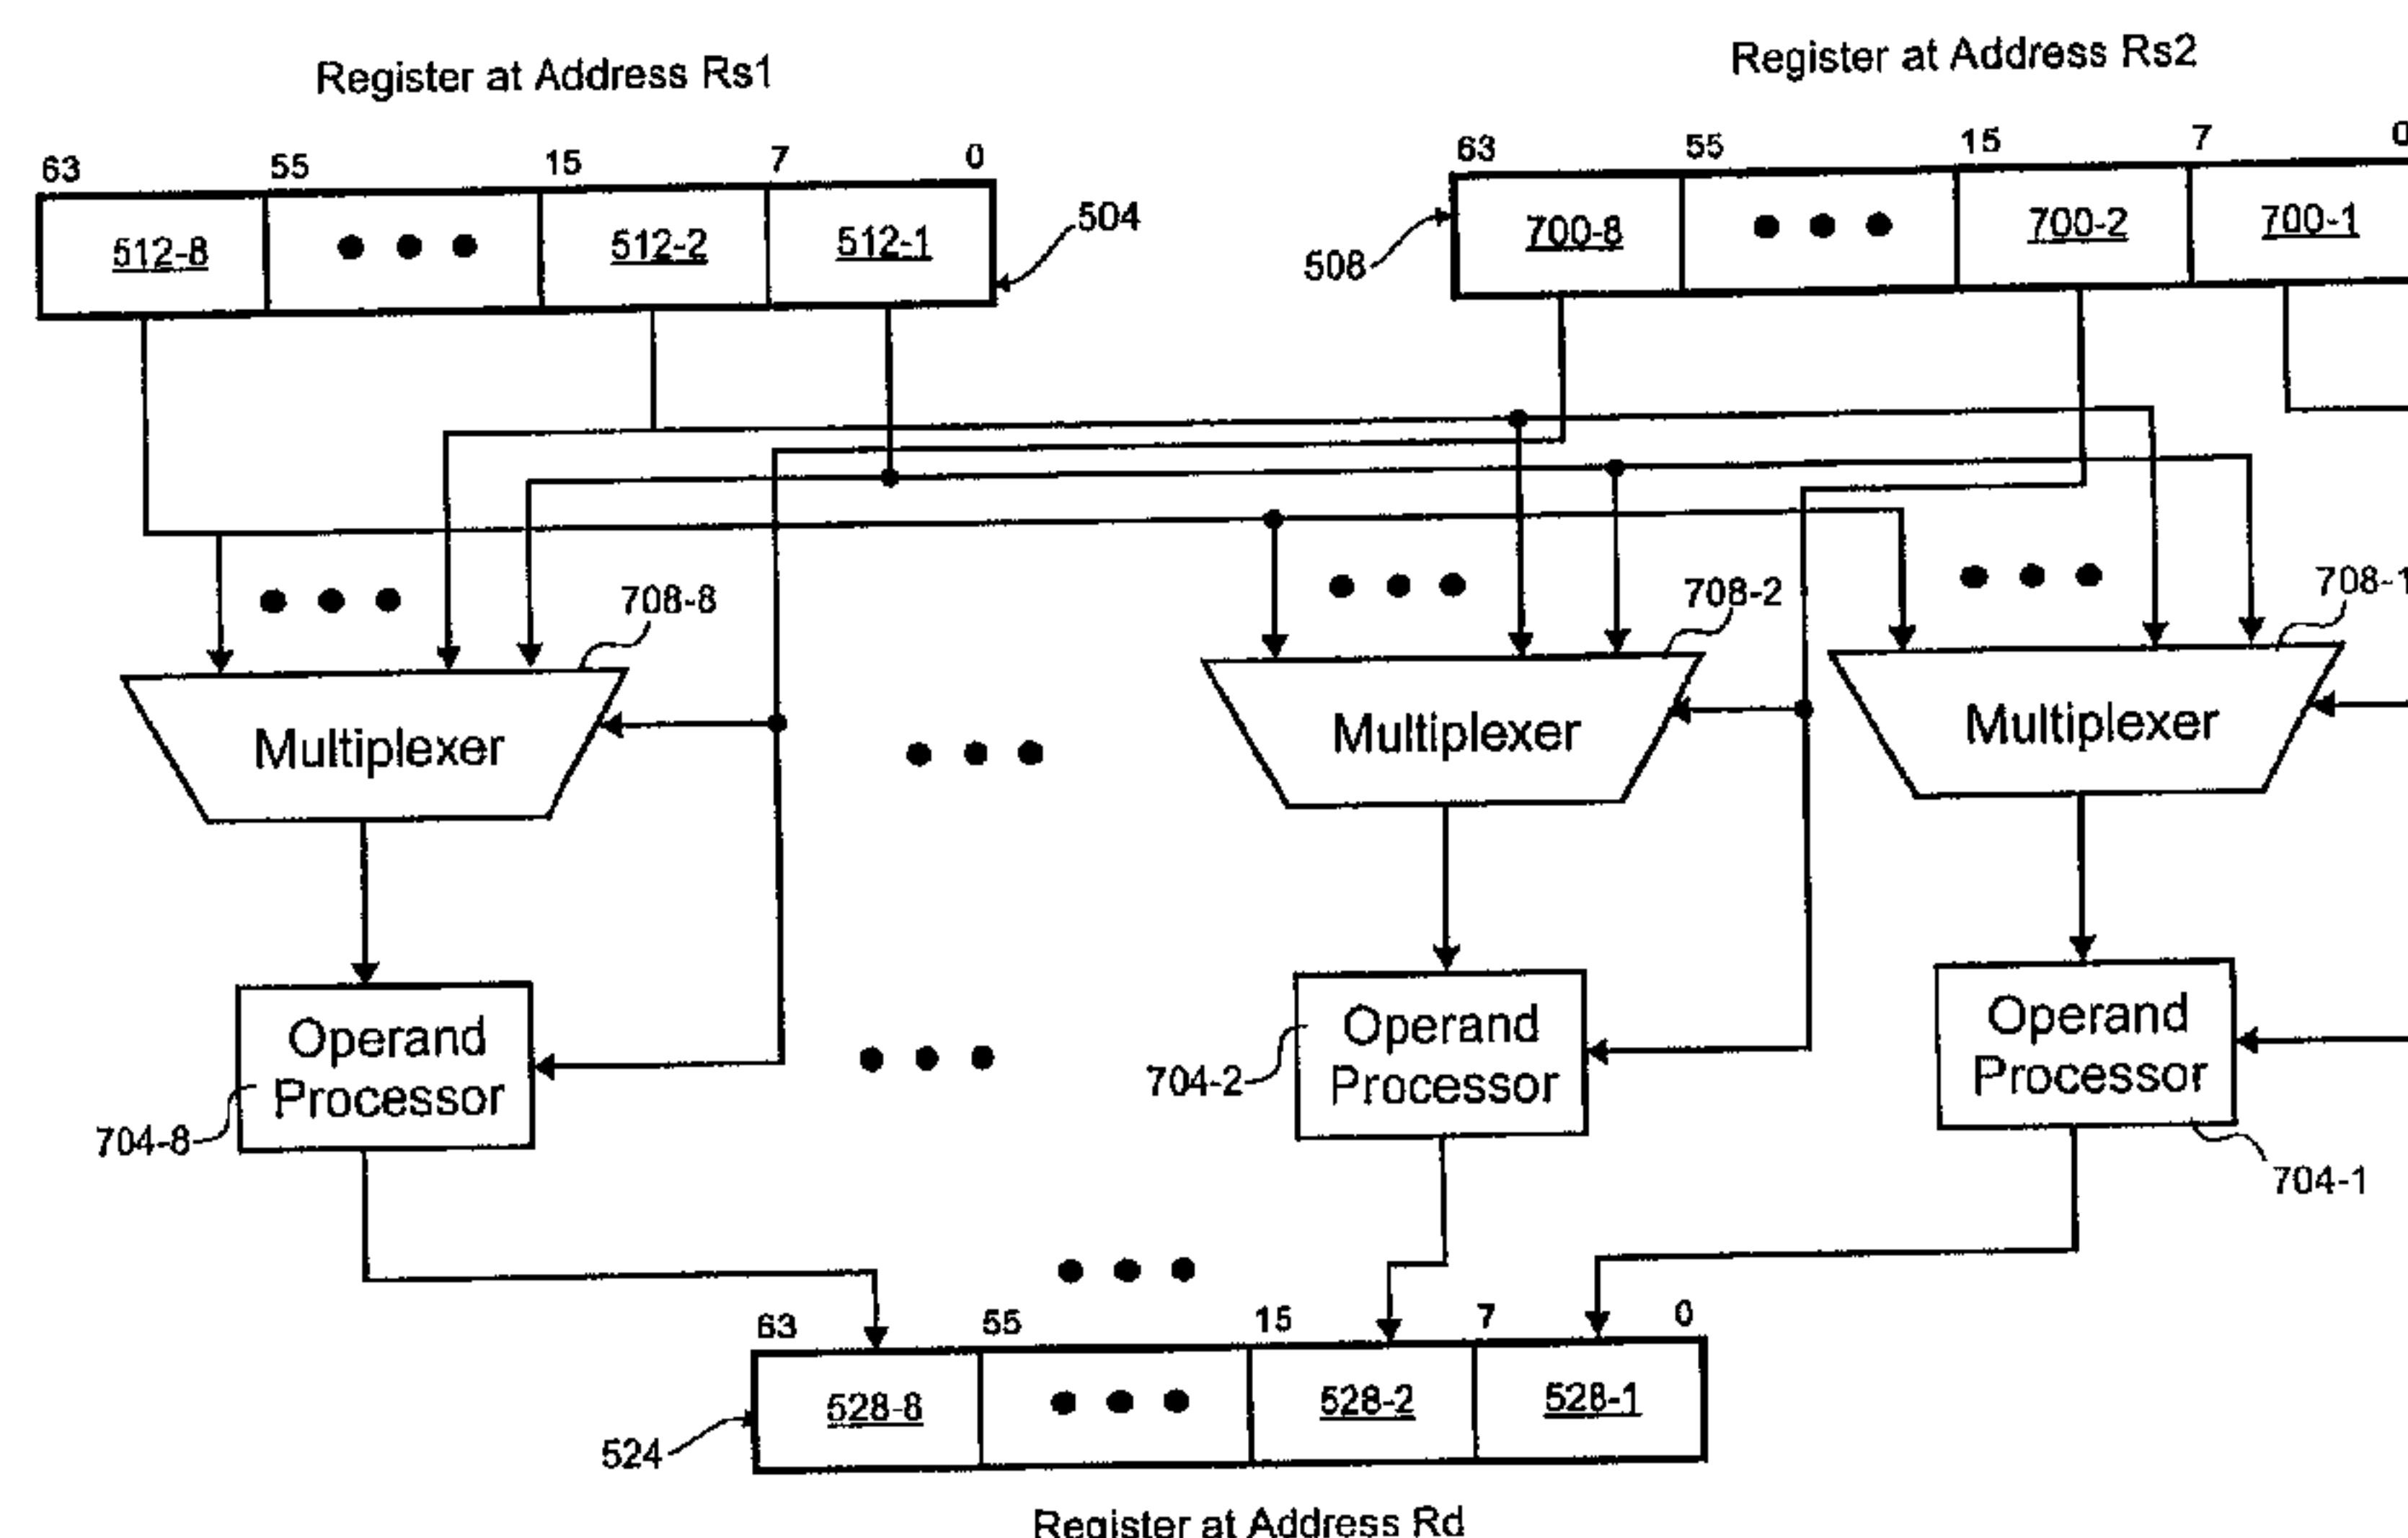 Register at Address Rs1
Register at Address Rs2
63 55 15 7 0
63 55 15 7 0
512-8 512-2 512-1
504
508
700-8 700-2 700-1
708-8
708-2
708-1
Multiplexer
Multiplexer
Multiplexer
Operand
Processor
704-8
Operand
Processor
704-2
Operand
Processor
704-1
63 55 15 7 0
528-8 528-2 528-1
524
Register at Address Rd